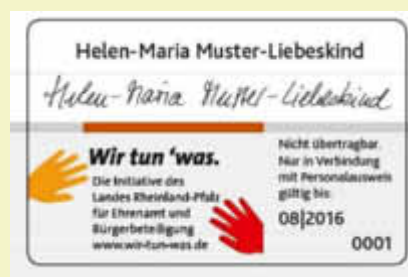 Helen-Maria Muster-Liebeskind
Helen-Maria Muster-Liebeskind
Wir tun ‘was.
Die Initiative des
Landes Rheinland-Pfalz
für Ehrenamt und
Bürgerbeteiligung
www.wir-tun-was.de
Nicht übertragbar.
Nur in Verbindung
mit Personalausweis
gültig bis:
08|2016
0001